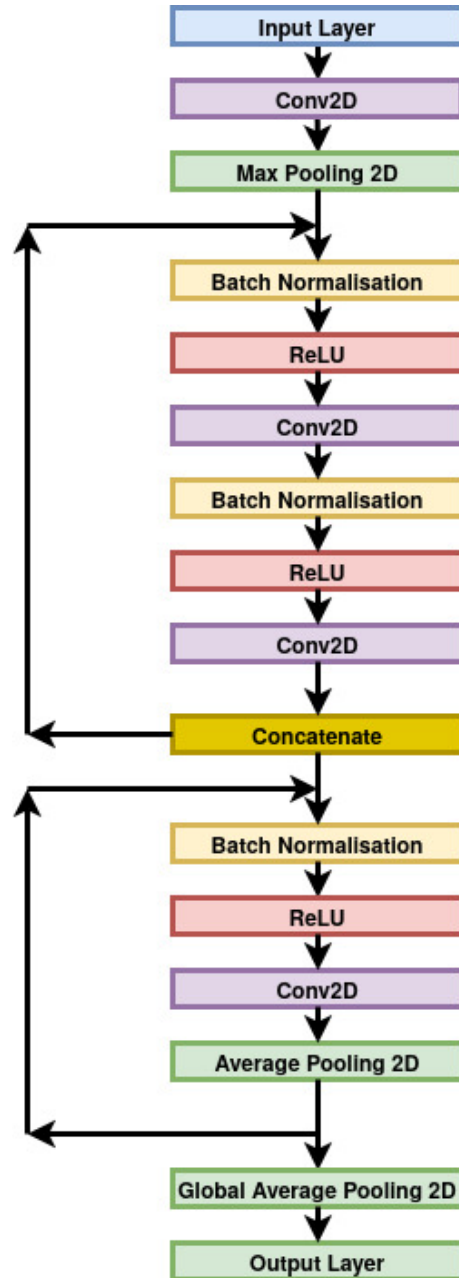 Input Layer
Conv2D
Max Pooling 2D
Batch Normalisation
ReLU
Conv2D
Batch Normalisation
ReLU
Conv2D
Concatenate
Batch Normalisation
ReLU
Conv2D
Average Pooling 2D
Global Average Pooling 2D
Output Layer